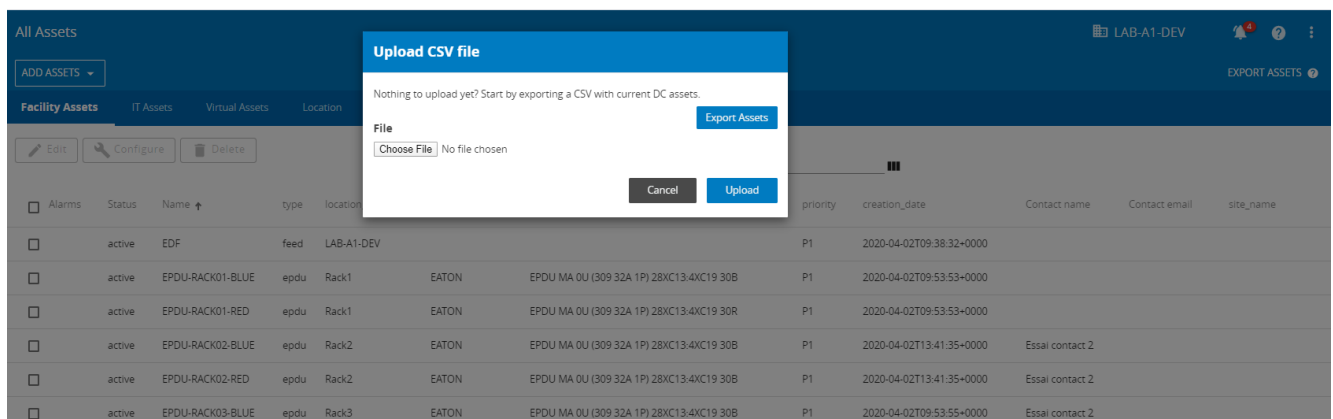 All Assets
LAB-A1-DEV
4
?
ADD ASSETS
EXPORT ASSETS ?
Facility Assets IT Assets Virtual Assets Location
Upload CSV file
Nothing to upload yet? Start by exporting a CSV with current DC assets.
Export Assets
File
Choose File No file chosen
Cancel Upload
Edit Configure Delete
Alarms Status Name type location priority creation_date Contact name Contact email site_name
active EDF feed LAB-A1-DEV P1 2020-04-02T09:38:32+0000
active EPDU-RACK01-BLUE epdu Rack1 EATON EPDU MA 0U (309 32A 1P) 28XC13:4XC19 30B P1 2020-04-02T09:53:53+0000
active EPDU-RACK01-RED epdu Rack1 EATON EPDU MA 0U (309 32A 1P) 28XC13:4XC19 30R P1 2020-04-02T09:53:53+0000
active EPDU-RACK02-BLUE epdu Rack2 EATON EPDU MA 0U (309 32A 1P) 28XC13:4XC19 30B P1 2020-04-02T13:41:35+0000 Essai contact 2
active EPDU-RACK02-RED epdu Rack2 EATON EPDU MA 0U (309 32A 1P) 28XC13:4XC19 30B P1 2020-04-02T13:41:35+0000 Essai contact 2
active EPDU-RACK03-BLUE epdu Rack3 EATON EPDU MA 0U (309 32A 1P) 28XC13:4XC19 30B P1 2020-04-02T09:53:55+0000 Essai contact 2